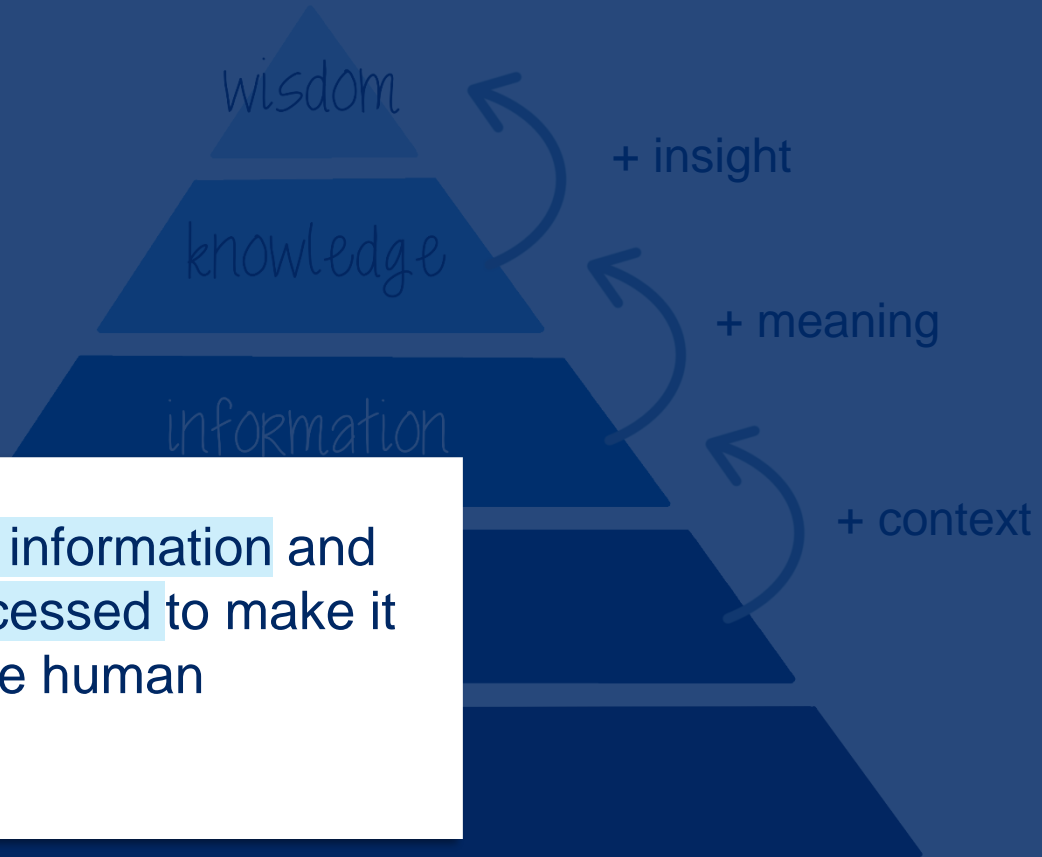 wisdom
+ insight
knowledge
+ meaning
information
+ context
information and
cessed to make it
e human